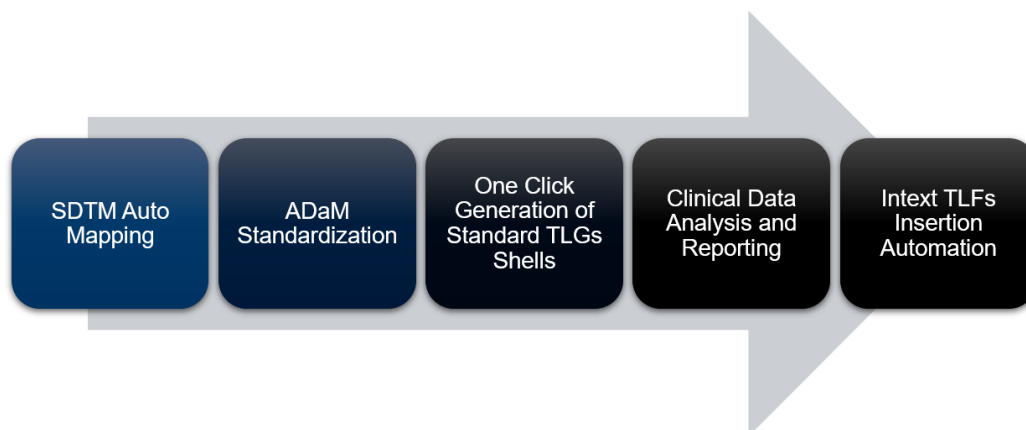 SDTM Auto
Mapping
ADaM
Standardization
One Click
Generation of
Standard TLGs
Shells
Clinical Data
Analysis and
Reporting
Intext TLFs
Insertion
Automation